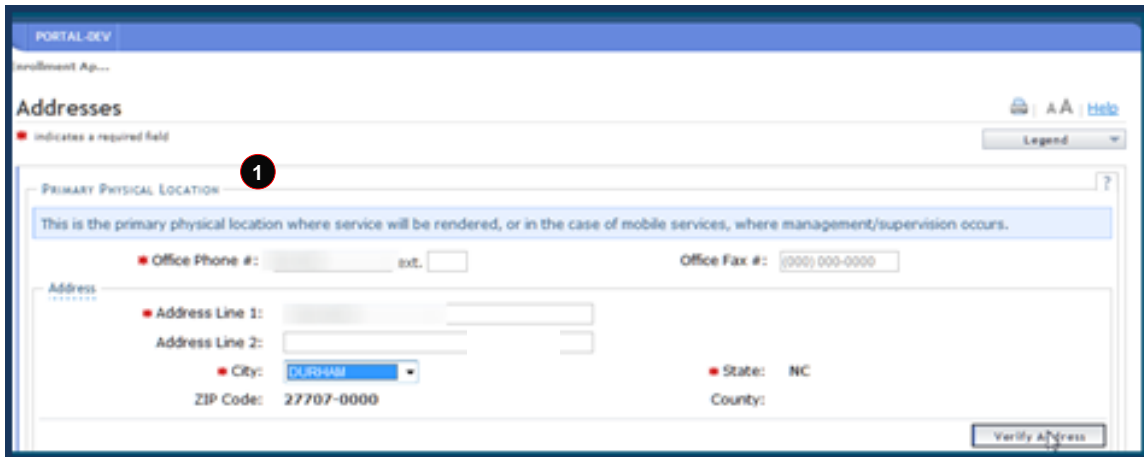 PORTAL-DEV
Enrollment Ap...
Addresses
A A Help
* indicates a required field
Legend
1
PRIMARY PHYSICAL LOCATION
?
This is the primary physical location where service will be rendered, or in the case of mobile services, where management/supervision occurs.
* Office Phone #: ext. Office Fax #: (000) 000-0000
Address
* Address Line 1:
Address Line 2:
* City: DURHAM * State: NC
ZIP Code: 27707-0000 County:
Verify Address